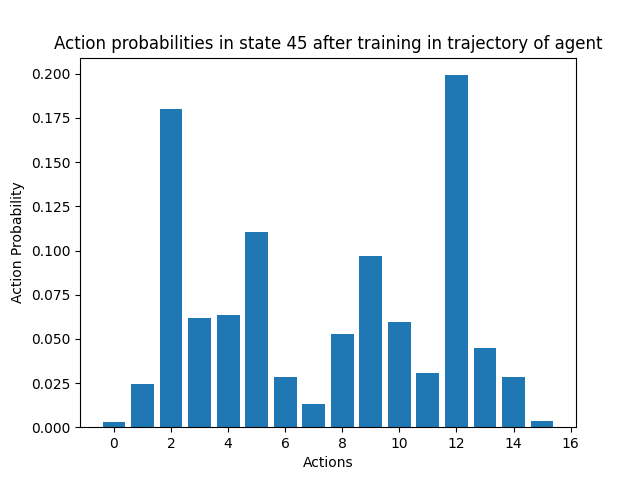 Action probabilities in state 45 after training in trajectory of agent
0.200
0.175
0.150
0.125
0.100
0.075
0.050
0.025
0.000
Action Probability
0 2 4 6 8 10 12 14 16
Actions